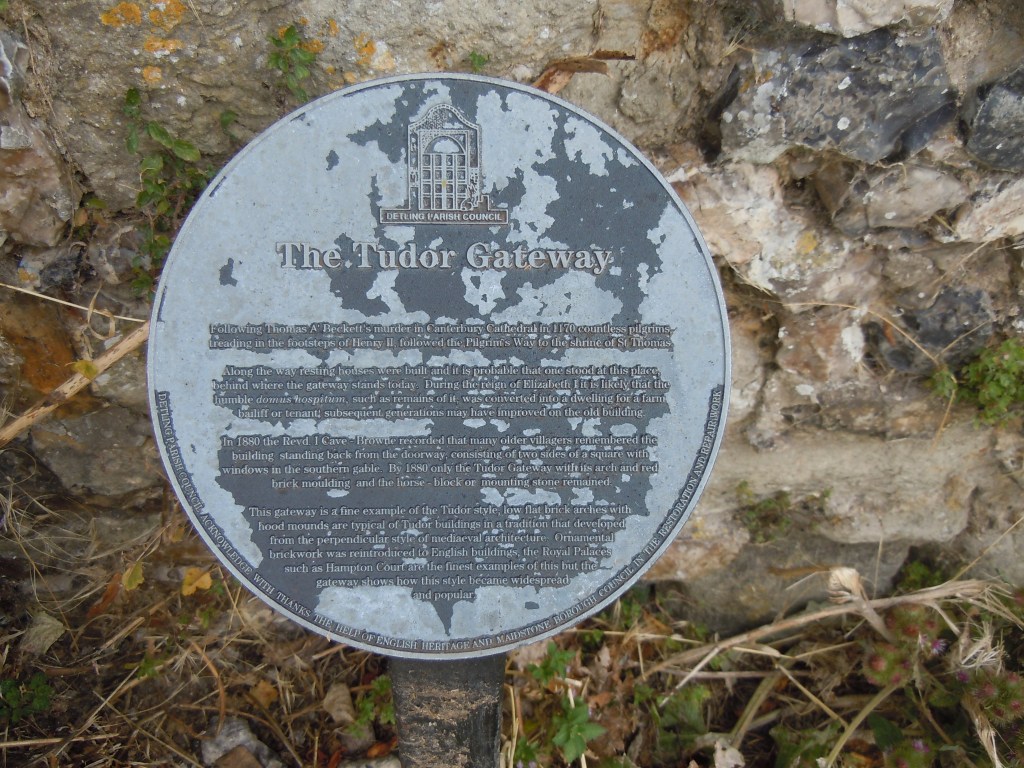 DETLING PARISH COUNCIL
The Tudor Gateway
Following Thomas A' Beckett's murder in Canterbury Cathedral in 1170 countless pilgrims,
treading in the footsteps of Henry II, followed the Pilgrim's Way to the shrine of St Thomas
Along the way resting houses were built and it is probable that one stood at this place,
behind where the gateway stands today. During the reign of Elizabeth I it is likely that the
humble domus hospitum, such as remains of it, was converted into a dwelling for a farm
bailiff or tenant; subsequent generations may have improved on the old building.
In 1880 the Revd. J Cave - Browne recorded that many older villagers remembered the
building standing back from the doorway, consisting of two sides of a square with
windows in the southern gable. By 1880 only the Tudor Gateway with its arch and red
brick moulding and the horse - block or mounting stone remained
This gateway is a fine example of the Tudor style, low flat brick arches with
hood mounds are typical of Tudor buildings in a tradition that developed
from the perpendicular style of mediaeval architecture. Ornamental
brickwork was reintroduced to English buildings, the Royal Palaces
such as Hampton Court are the finest examples of this but the
gateway shows how this style became widespread
and popular.
DETLING PARISH COUNCIL ACKNOWLEDGE WITH THANKS THE HELP OF ENGLISH HERITAGE AND MAIDSTONE BOROUGH COUNCIL IN THE RESTORATION AND REPAIR WORK